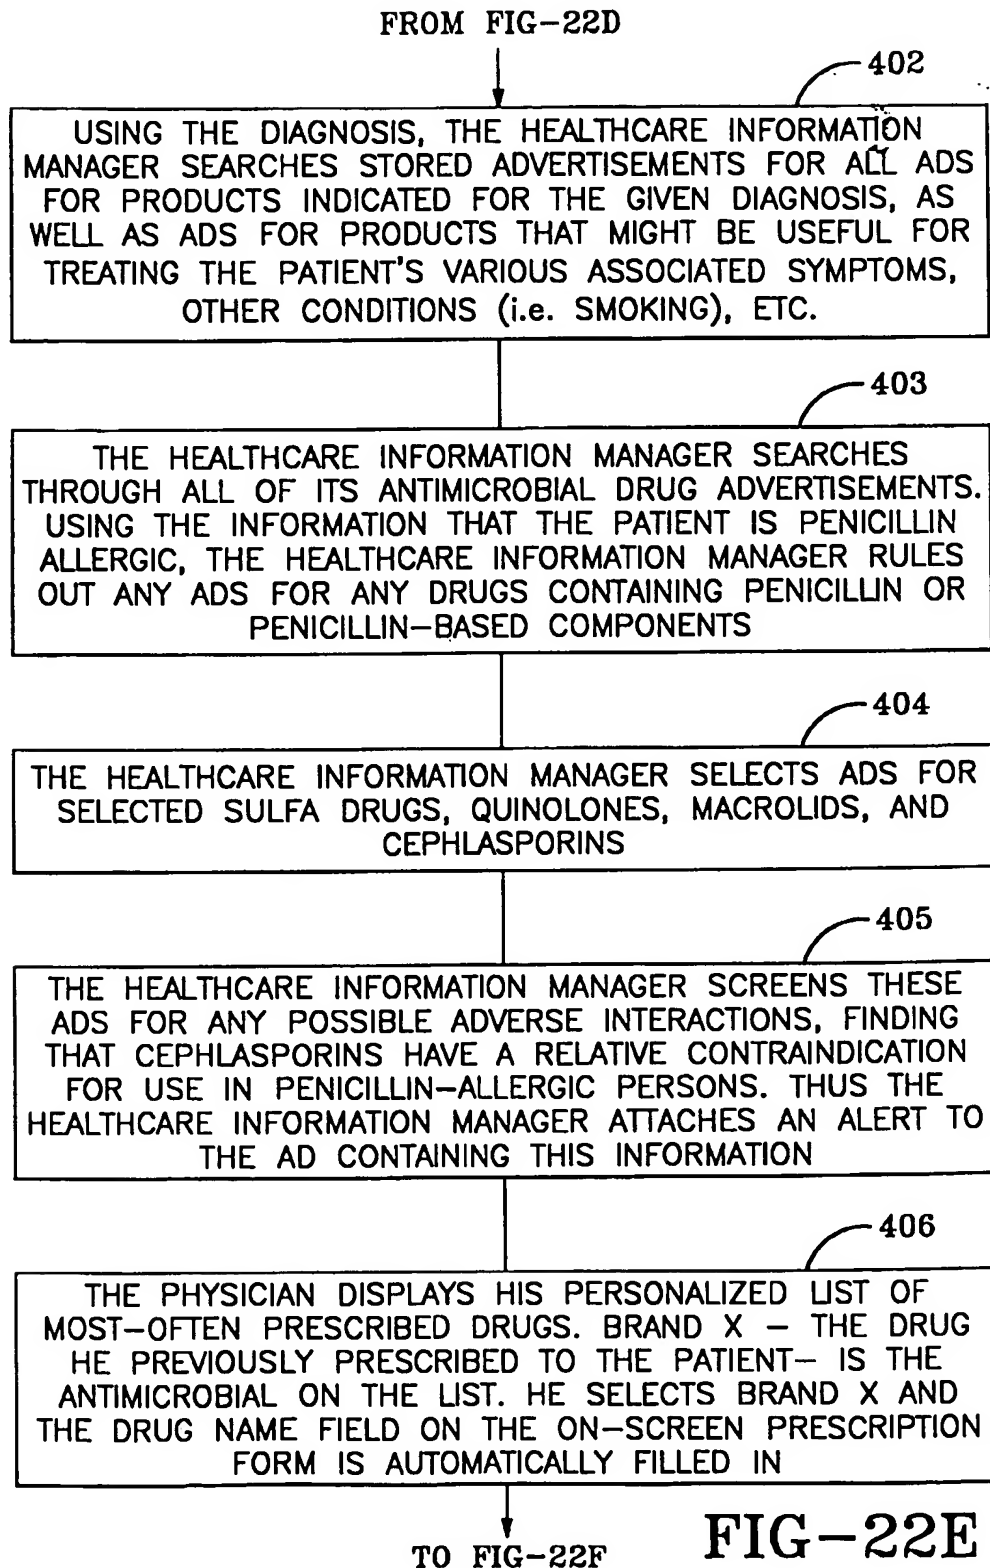 FROM FIG-22D
402
USING THE DIAGNOSIS, THE HEALTHCARE INFORMATION
MANAGER SEARCHES STORED ADVERTISEMENTS FOR ALL ADS
FOR PRODUCTS INDICATED FOR THE GIVEN DIAGNOSIS, AS
WELL AS ADS FOR PRODUCTS THAT MIGHT BE USEFUL FOR
TREATING THE PATIENT'S VARIOUS ASSOCIATED SYMPTOMS,
OTHER CONDITIONS (i.e. SMOKING), ETC.
403
THE HEALTHCARE INFORMATION MANAGER SEARCHES
THROUGH ALL OF ITS ANTIMICROBIAL DRUG ADVERTISEMENTS.
USING THE INFORMATION THAT THE PATIENT IS PENICILLIN
ALLERGIC, THE HEALTHCARE INFORMATION MANAGER RULES
OUT ANY ADS FOR ANY DRUGS CONTAINING PENICILLIN OR
PENICILLIN-BASED COMPONENTS
404
THE HEALTHCARE INFORMATION MANAGER SELECTS ADS FOR
SELECTED SULFA DRUGS, QUINOLONES, MACROLIDS, AND
CEPHLASPORINS
405
THE HEALTHCARE INFORMATION MANAGER SCREENS THESE
ADS FOR ANY POSSIBLE ADVERSE INTERACTIONS, FINDING
THAT CEPHLASPORINS HAVE A RELATIVE CONTRAINDICATION
FOR USE IN PENICILLIN-ALLERGIC PERSONS. THUS THE
HEALTHCARE INFORMATION MANAGER ATTACHES AN ALERT TO
THE AD CONTAINING THIS INFORMATION
406
THE PHYSICIAN DISPLAYS HIS PERSONALIZED LIST OF
MOST-OFTEN PRESCRIBED DRUGS. BRAND X - THE DRUG
HE PREVIOUSLY PRESCRIBED TO THE PATIENT- IS THE
ANTIMICROBIAL ON THE LIST. HE SELECTS BRAND X AND
THE DRUG NAME FIELD ON THE ON-SCREEN PRESCRIPTION
FORM IS AUTOMATICALLY FILLED IN
TO FIG-22F
FIG-22E